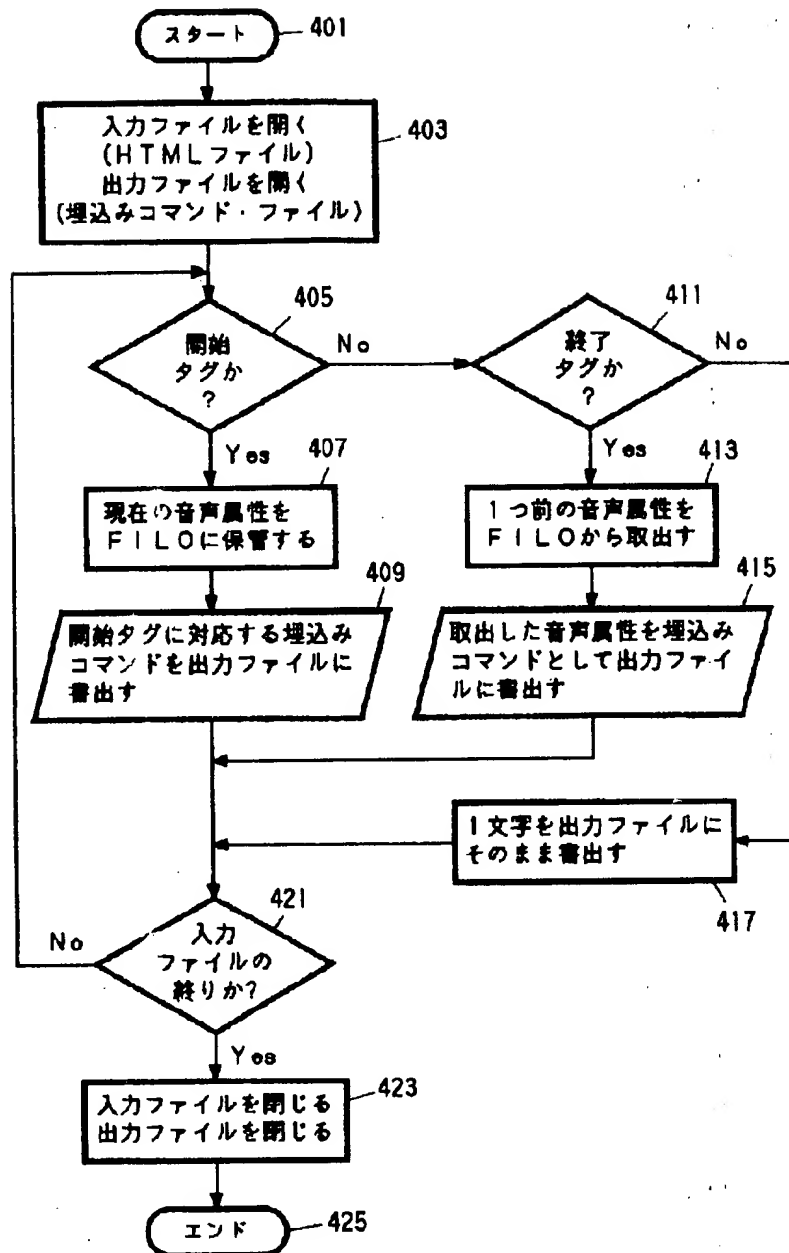 スタート
401
入力ファイルを開く
(HTMLファイル)
出力ファイルを開く
(埋込みコマンド・ファイル)
403
405
開始
タグか
?
No
Yes
411
終了
タグか
?
No
Yes
407
現在の音声属性を
FILOに保管する
413
1つ前の音声属性を
FILOから取出す
409
開始タグに対応する埋込み
コマンドを出力ファイルに
書出す
415
取出した音声属性を埋込み
コマンドとして出力ファイ
ルに書出す
1文字を出力ファイルに
そのまま書出す
417
421
入力
ファイルの
終りか?
No
Yes
入力ファイルを閉じる
出力ファイルを閉じる
423
エンド
425